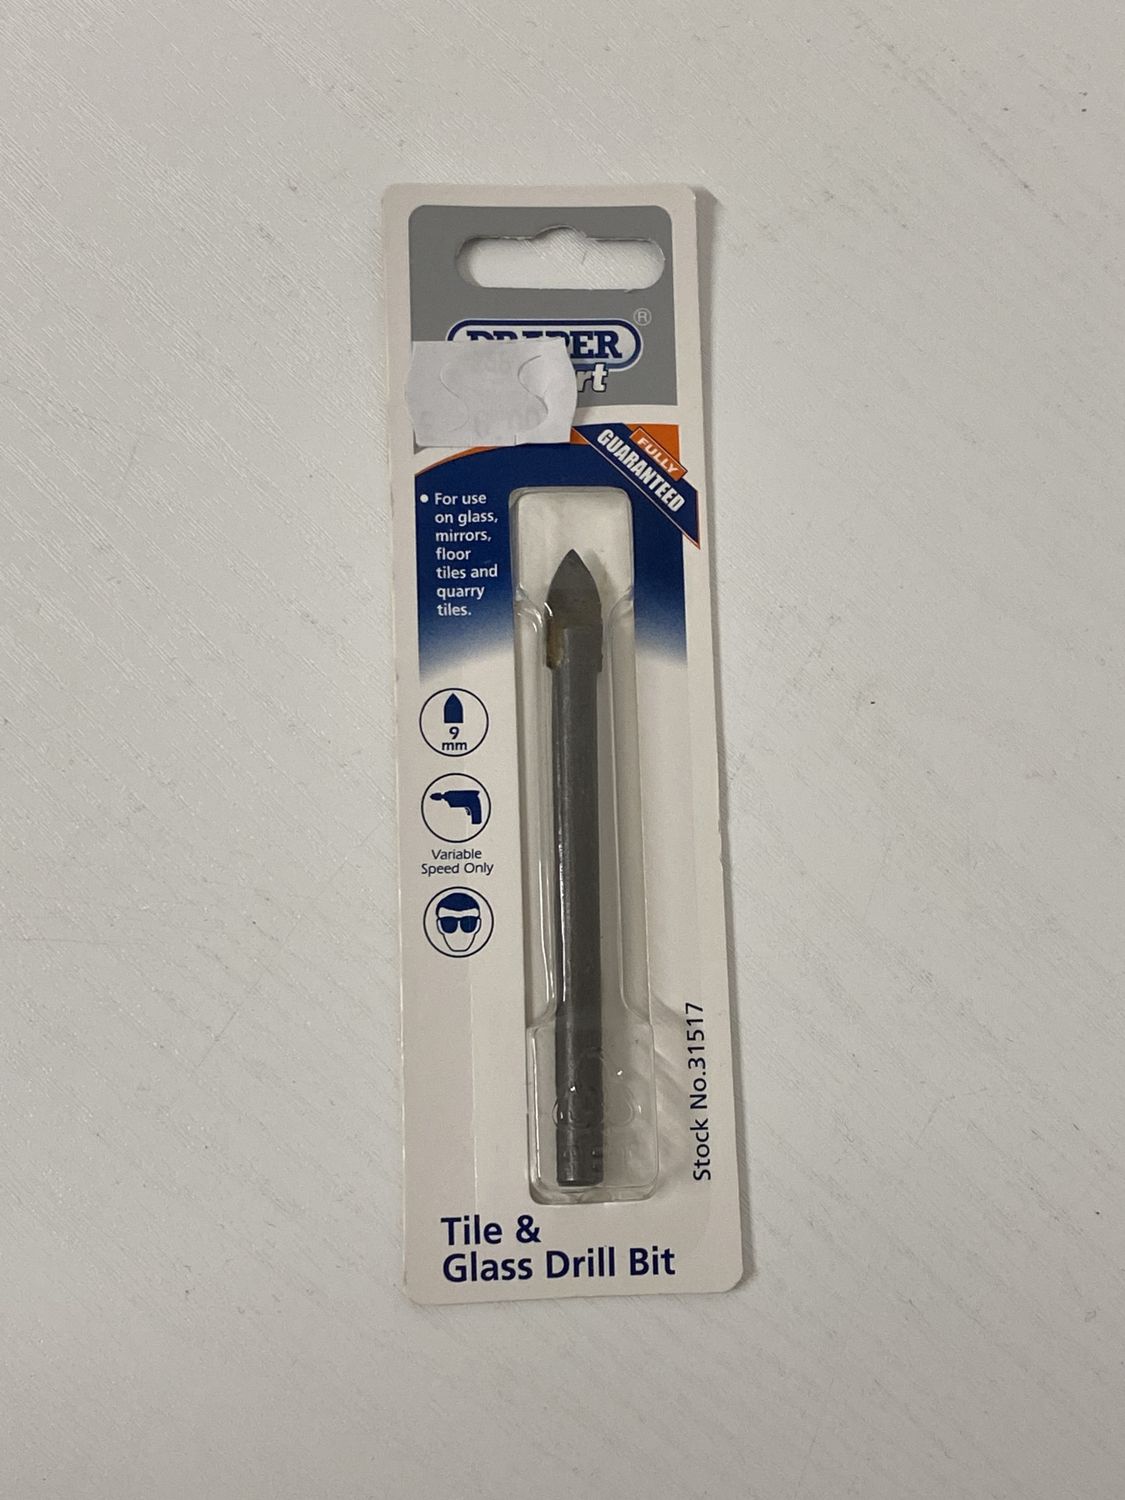 ®
FULLY
GUARANTEED
• For use
on glass,
mirrors,
floor
tiles and
quarry
tiles.
9
mm
Variable
Speed Only
Stock No.31517
Tile &
Glass Drill Bit